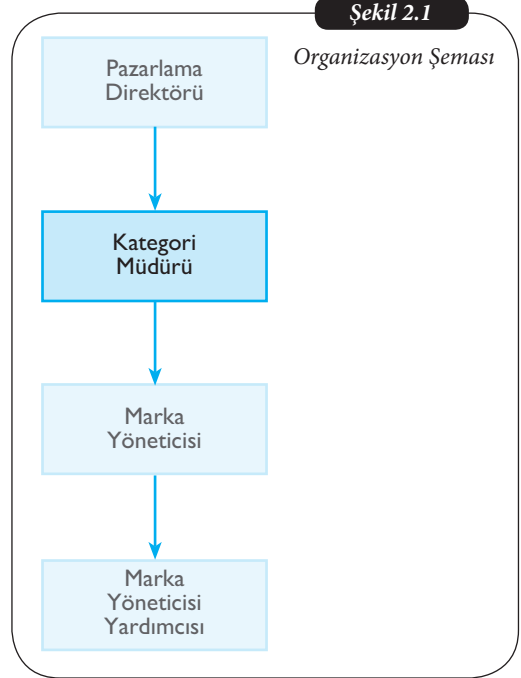 Şekil 2.1
Organizasyon Şeması
Pazarlama
Direktörü
Kategori
Müdürü
Marka
Yöneticisi
Marka
Yöneticisi
Yardımcısı